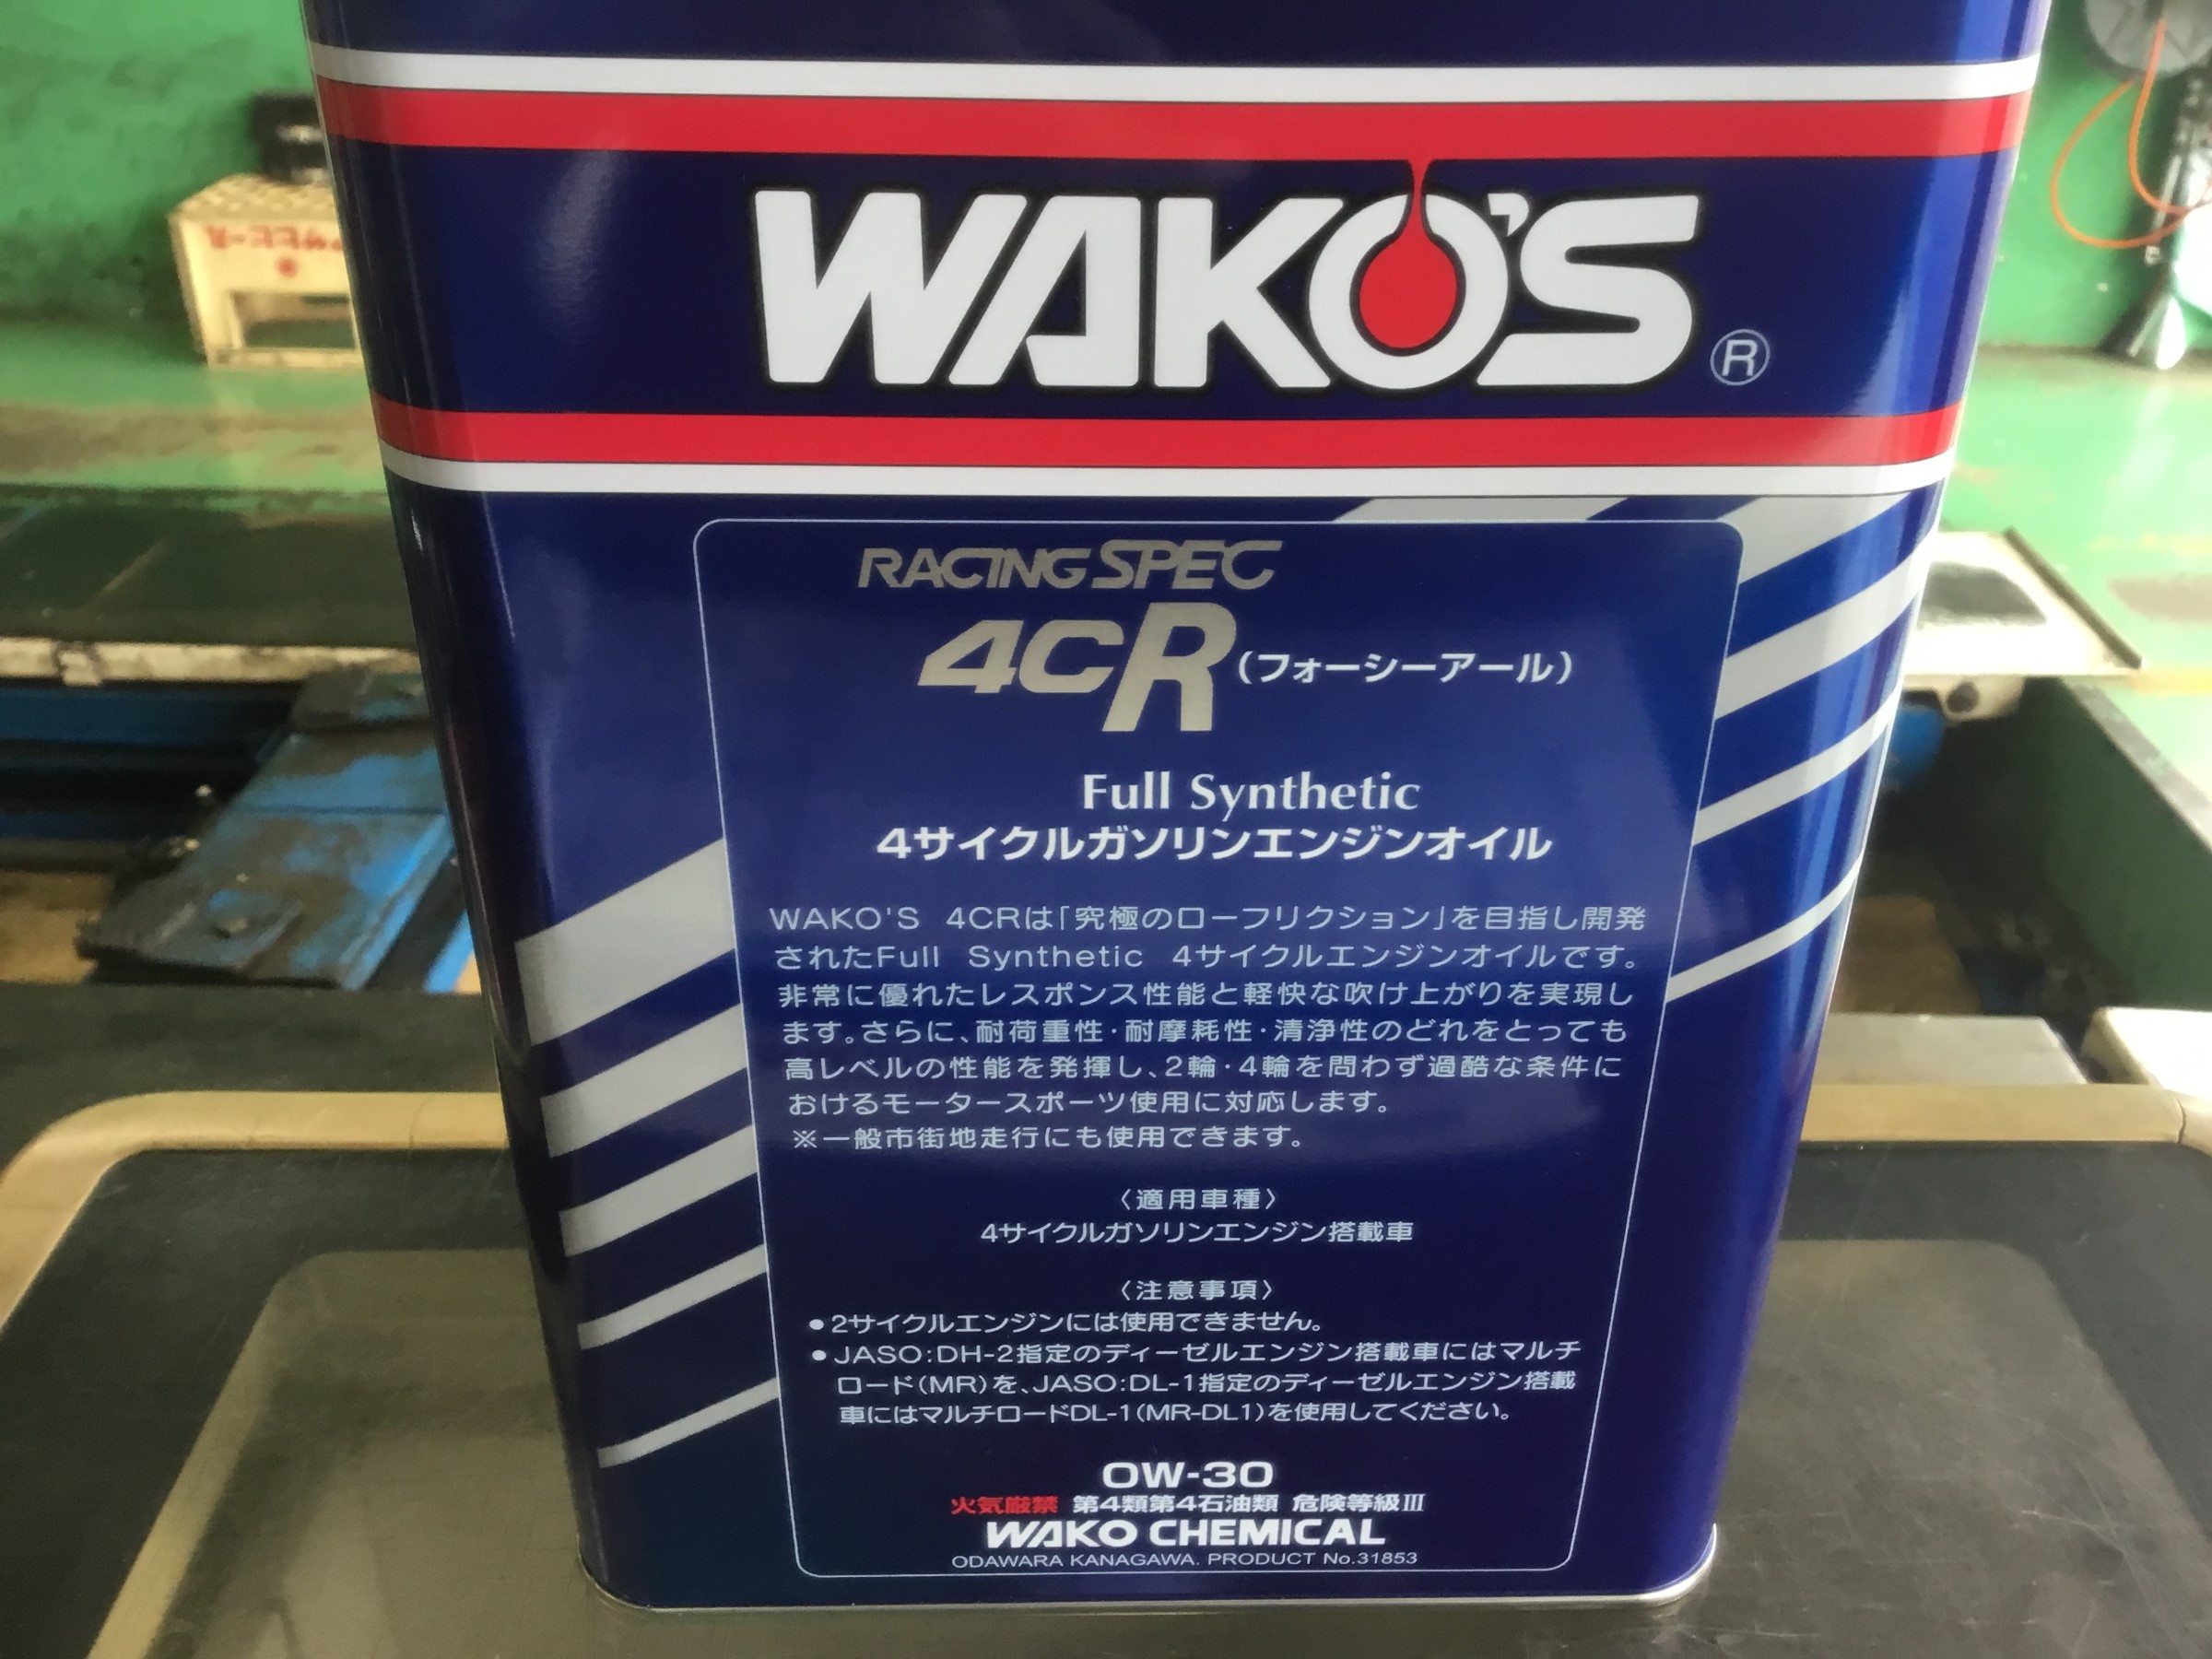 WAKO'S ®
RACING SPEC
4CR (フォーシーアール)
Full Synthetic
4サイクルガソリンエンジンオイル
WAKO'S 4CRは「究極のローフリクション」を目指し開発
されたFull Synthetic 4サイクルエンジンオイルです。
非常に優れたレスポンス性能と軽快な吹け上がりを実現し
ます。さらに、耐荷重性・耐摩耗性・清浄性のどれをとっても
高レベルの性能を発揮し、2輪・4輪を問わず過酷な条件に
おけるモータースポーツ使用に対応します。
※一般市街地走行にも使用できます。
〈適用車種〉
4サイクルガソリンエンジン搭載車
〈注意事項〉
●2サイクルエンジンには使用できません。
●JASO:DH-2指定のディーゼルエンジン搭載車にはマルチ
ロード(MR)を、JASO:DL-1指定のディーゼルエンジン搭載
車にはマルチロードDL-1(MR-DL1)を使用してください。
0W-30
火気厳禁 第4類第4石油類 危険等級Ⅲ
WAKO CHEMICAL
ODAWARA KANAGAWA. PRODUCT No.31853